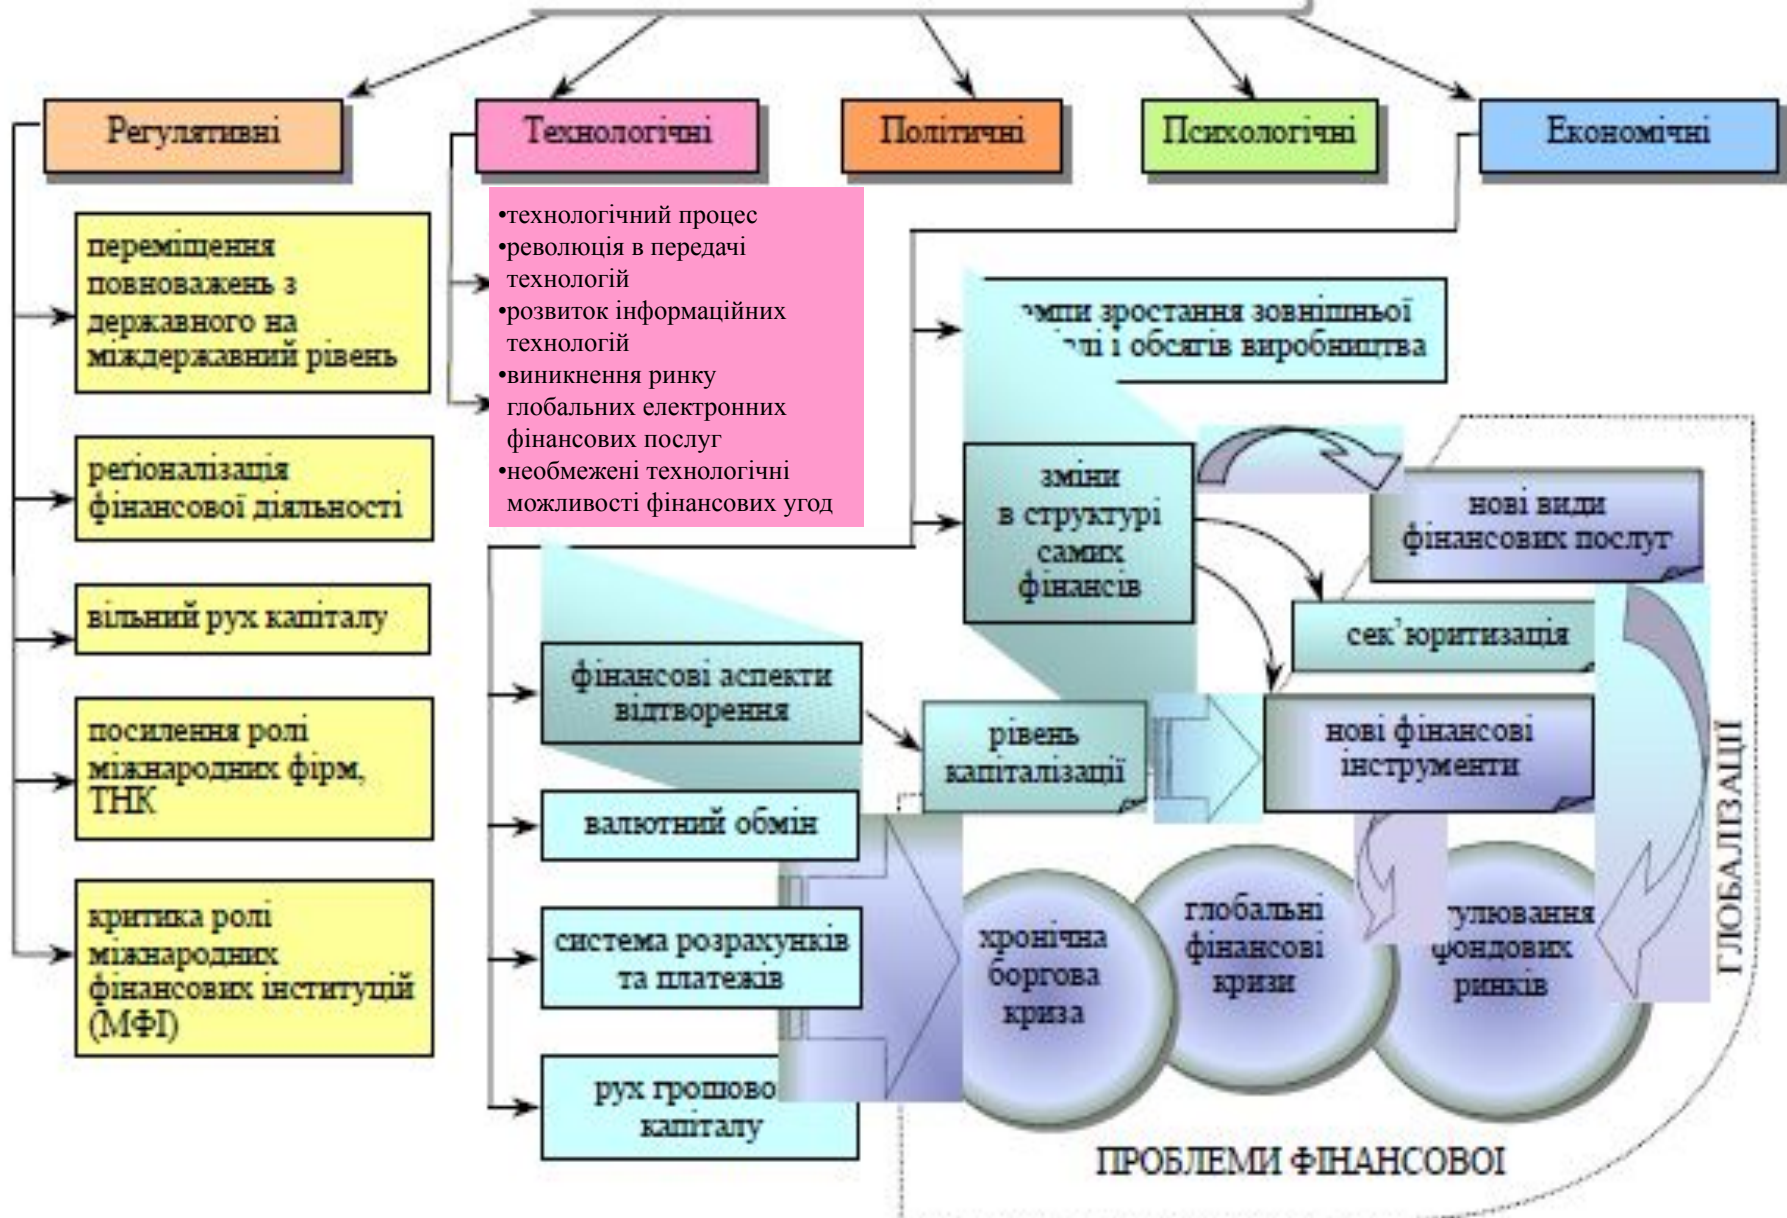 Регулятивні
Технологічні
Політичні
Психологічні
Економічні
переміщення
повноважень з
державного на
міждержавний рівень
регіоналізація
фінансової діяльності
вільний рух капіталу
посилення ролі
міжнародних фірм,
ТНК
критика ролі
міжнародних
фінансових інституцій
(МФІ)
•технологічний процес
•революція в передачі
технологій
•розвиток інформаційних
технологій
•виникнення ринку
глобальних електронних
фінансових послуг
•необмежені технологічні
можливості фінансових угод
зростання зовнішньої
і обсягів виробництва
зміни
в структурі
самих
фінансів
нові види
фінансових послуг
сек’юритизація
нові фінансові
інструменти
фінансові аспекти
відтворення
рівень
капіталізації
валютний обмін
система розрахунків
та платежів
рух
капіталу
хронічна
боргова
криза
глобальні
фінансові
кризи
фондових
ринків
ПРОБЛЕМИ ФІНАНСОВОЇ
ГЛОБАЛІЗАЦІЇ